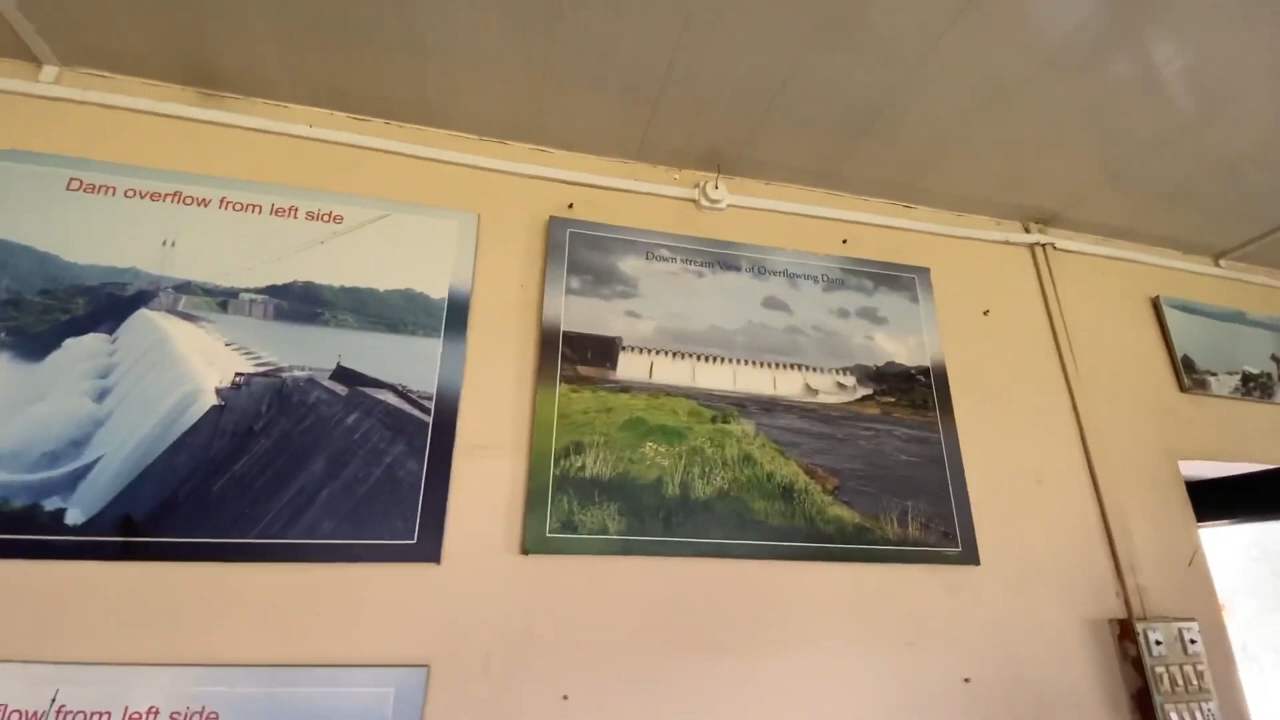 Dam overflow from left side
Down stream View of Overflowing Dam
flow from left side